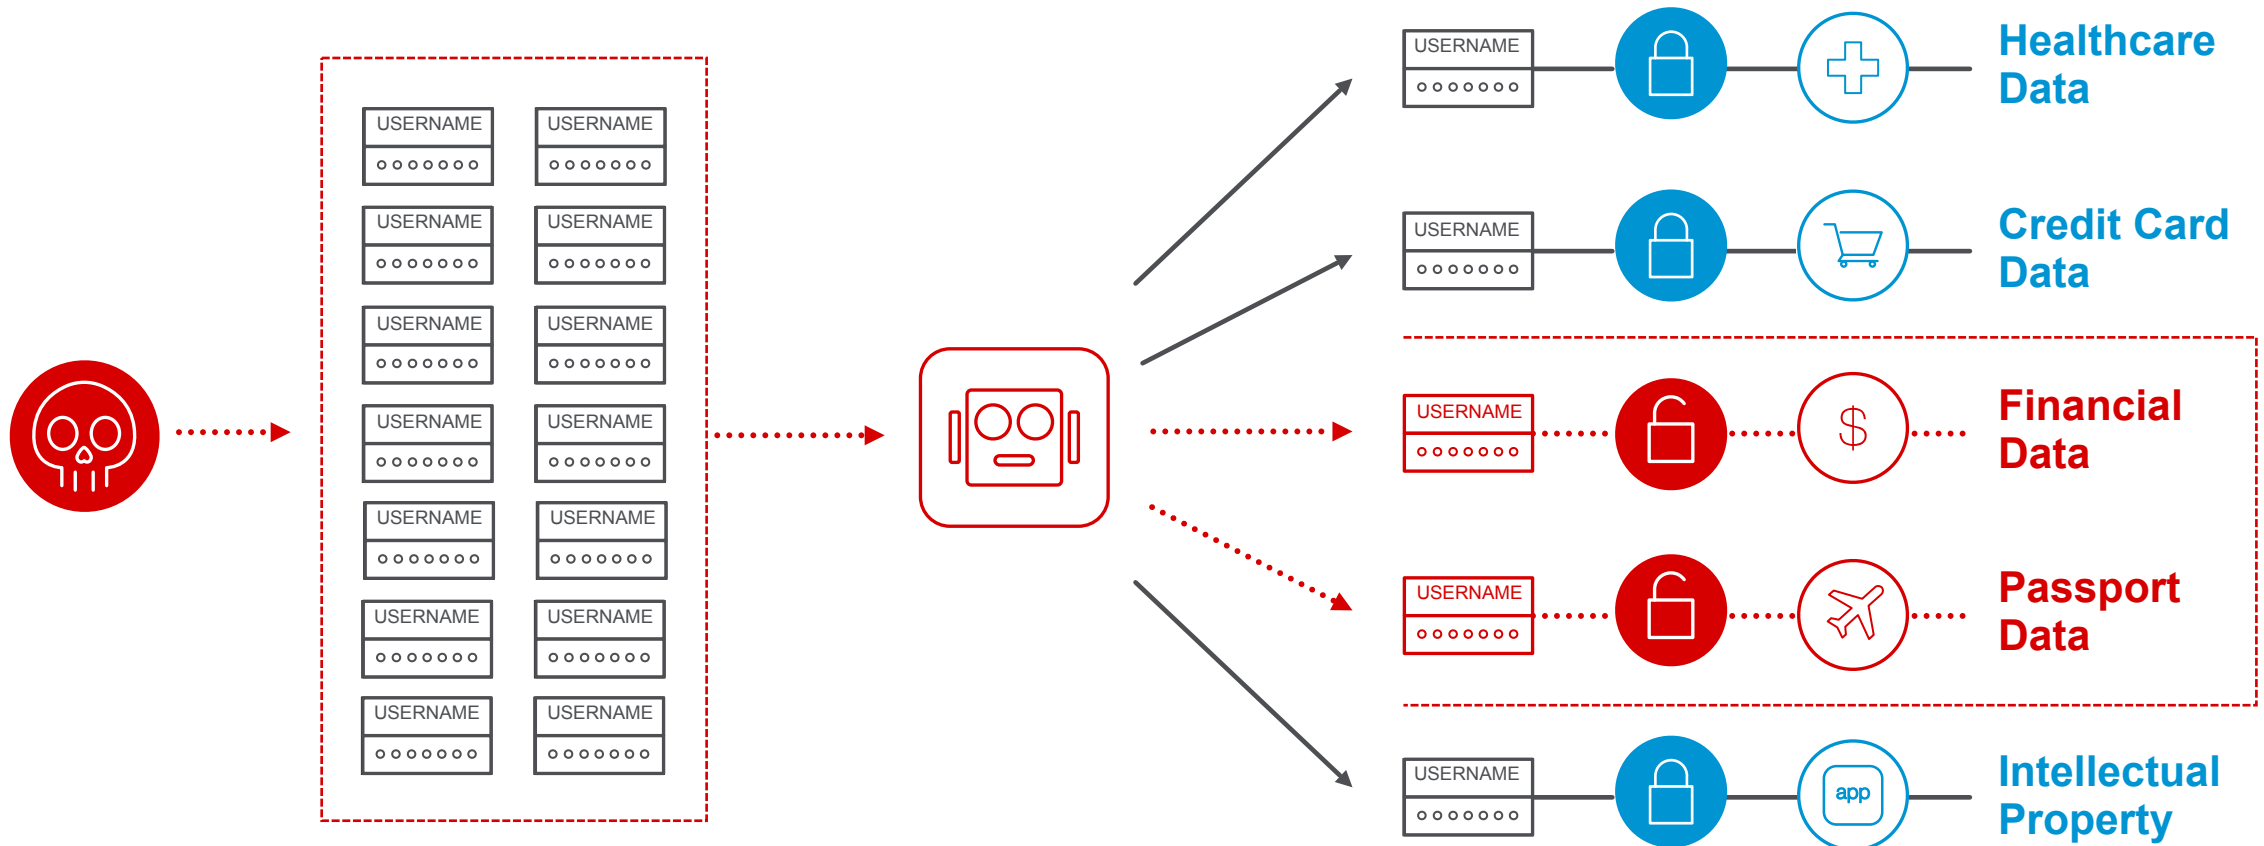 USERNAME USERNAME
USERNAME USERNAME
USERNAME USERNAME
USERNAME USERNAME
USERNAME USERNAME
USERNAME USERNAME
USERNAME USERNAME
USERNAME
Healthcare
Data
USERNAME
Credit Card
Data
USERNAME
$
Financial
Data
USERNAME
Passport
Data
USERNAME
app
Intellectual
Property